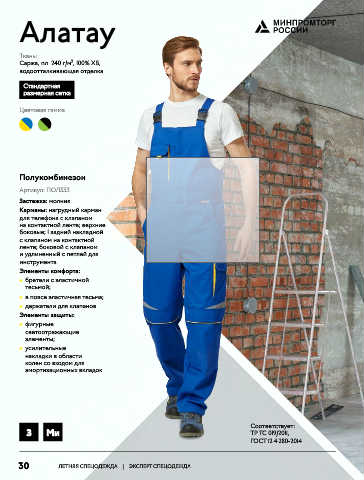 Алатау
МИНПРОМТОРГ
РОССИИ
Ткань:
Саржа, пл. 240 г/м², 100% ХБ,
водоотталкивающая отделка
Стандартная
размерная сетка
Цветовая гамма
Полукомбинезон
Артикул: ПОЛ333
Застежка: молния
Карманы: нагрудный карман
для телефона с клапаном
на контактной ленте; верхние
боковые; 1 задний накладной
с клапаном на контактной
ленте; боковой с клапаном
и удлиненный с петлей для
инструмента
Элементы комфорта:
бретели с эластичной
тесьмой;
в поясе эластичная тесьма;
держатели для клапанов
Элементы защиты:
фигурные
световозвращающие
элементы;
усилительные
накладки в области
колен со входом для
амортизационных вкладок
З Ми
Соответствует:
ТР ТС 019/2011,
ГОСТ 12.4.280-2014
30 ЛЕТНЯЯ СПЕЦОДЕЖДА | ЭКСПЕРТ СПЕЦОДЕЖДА